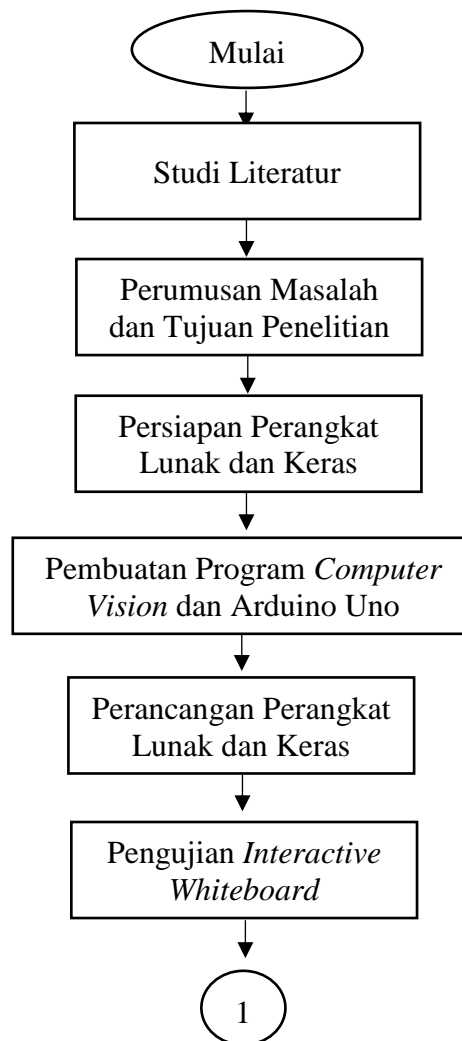 Mulai
Studi Literatur
Perumusan Masalah
dan Tujuan Penelitian
Persiapan Perangkat
Lunak dan Keras
Pembuatan Program Computer
Vision dan Arduino Uno
Perancangan Perangkat
Lunak dan Keras
Pengujian Interactive
Whiteboard
1